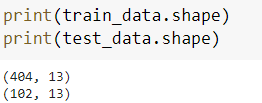 print(train_data.shape)
print(test_data.shape)
(404, 13)
(102, 13)